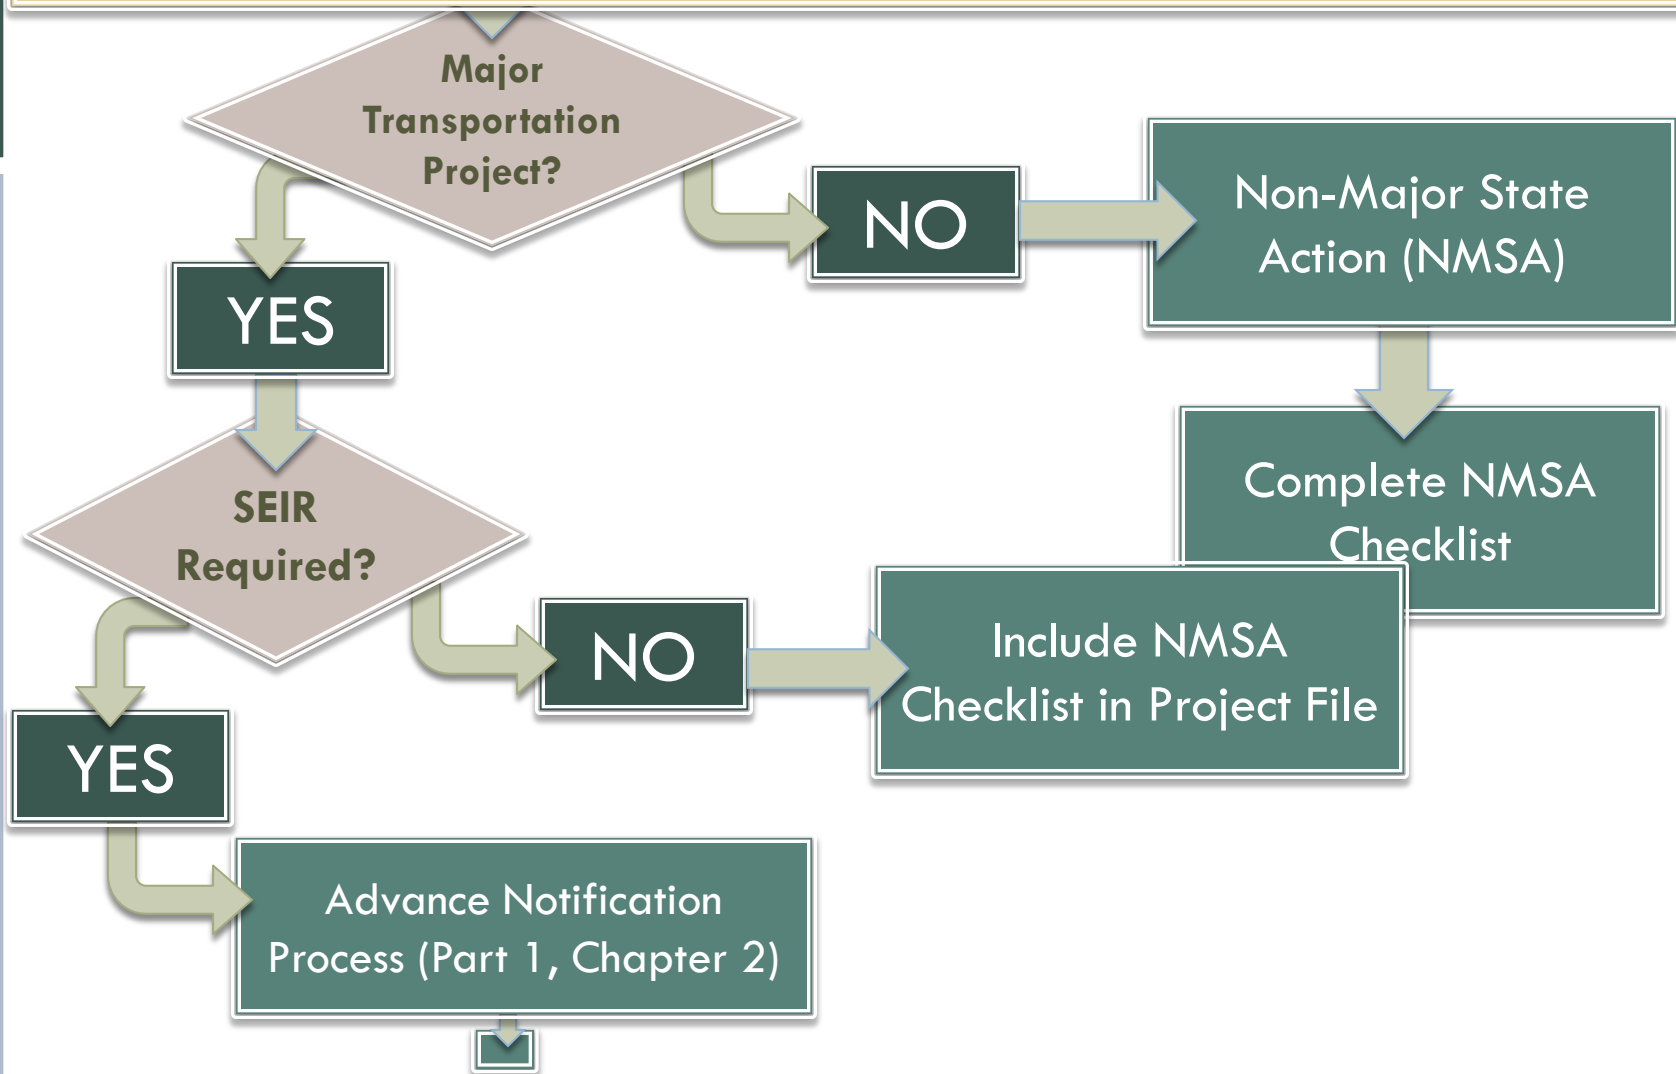 Major
Transportation
Project?
NO
Non-Major State
Action (NMSA)
YES
Complete NMSA
Checklist
SEIR
Required?
NO
Include NMSA
Checklist in Project File
YES
Advance Notification
Process (Part 1, Chapter 2)